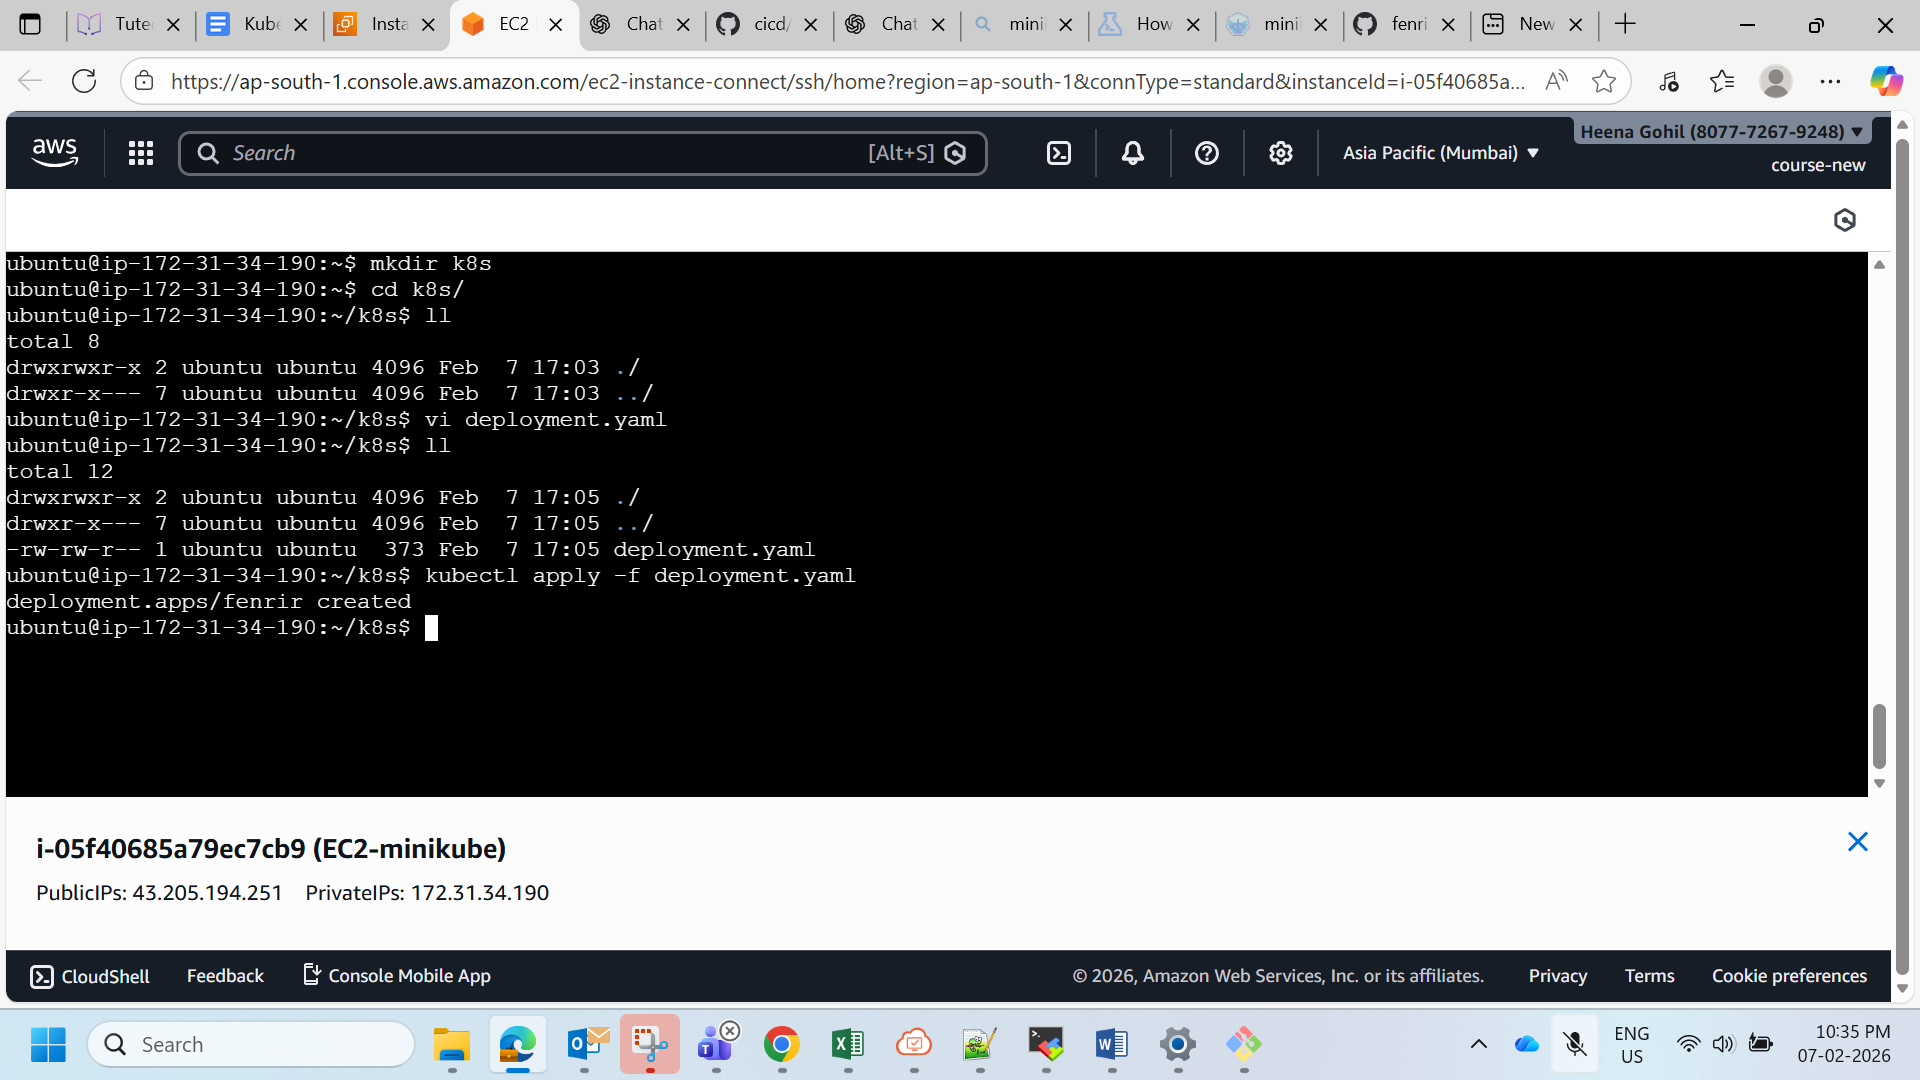 Tute
Kube
Insta
EC2
Chat
cicd/
Chat
mini
How
mini
fenri
New
https://ap-south-1.console.aws.amazon.com/ec2-instance-connect/ssh/home?region=ap-south-1&connType=standard&instanceId=i-05f40685a...
aws
Search
[Alt+S]
Asia Pacific (Mumbai)
Heena Gohil (8077-7267-9248)
course-new
ubuntu@ip-172-31-34-190:~$ mkdir k8s
ubuntu@ip-172-31-34-190:~$ cd k8s/
ubuntu@ip-172-31-34-190:~/k8s$ ll
total 8
drwxrwxr-x 2 ubuntu ubuntu 4096 Feb  7 17:03 ./
drwxr-x--- 7 ubuntu ubuntu 4096 Feb  7 17:03 ../
ubuntu@ip-172-31-34-190:~/k8s$ vi deployment.yaml
ubuntu@ip-172-31-34-190:~/k8s$ ll
total 12
drwxrwxr-x 2 ubuntu ubuntu 4096 Feb  7 17:05 ./
drwxr-x--- 7 ubuntu ubuntu 4096 Feb  7 17:05 ../
-rw-rw-r-- 1 ubuntu ubuntu  373 Feb  7 17:05 deployment.yaml
ubuntu@ip-172-31-34-190:~/k8s$ kubectl apply -f deployment.yaml
deployment.apps/fenrir created
ubuntu@ip-172-31-34-190:~/k8s$
i-05f40685a79ec7cb9 (EC2-minikube)
PublicIPs: 43.205.194.251 PrivateIPs: 172.31.34.190
CloudShell
Feedback
Console Mobile App
© 2026, Amazon Web Services, Inc. or its affiliates.
Privacy
Terms
Cookie preferences
Search
ENG
US
10:35 PM
07-02-2026